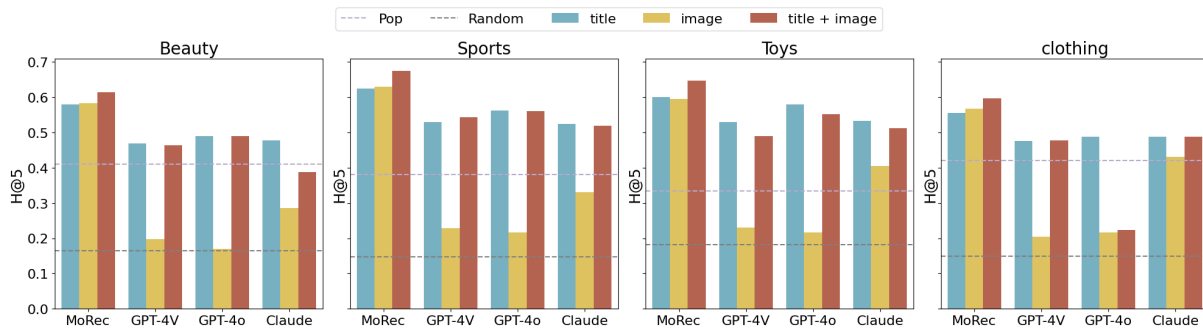 Pop Random title image title + image
Beauty Sports Toys clothing
H@5 H@5 H@5 H@5
0.7
0.6
0.5
0.4
0.3
0.2
0.1
0.0
MoRec GPT-4V GPT-4o Claude MoRec GPT-4V GPT-4o Claude MoRec GPT-4V GPT-4o Claude MoRec GPT-4V GPT-4o Claude